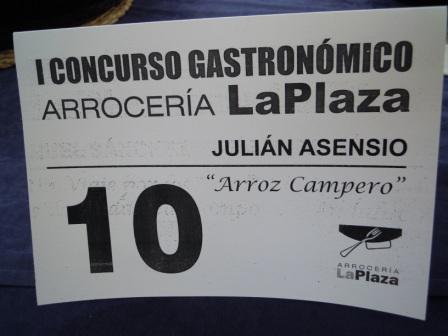 I CONCURSO GASTRONÓMICO
ARROCERÍA LaPlaza
JULIÁN ASENSIO
10 "Arroz Campero"
ARROCERÍA
LaPlaza